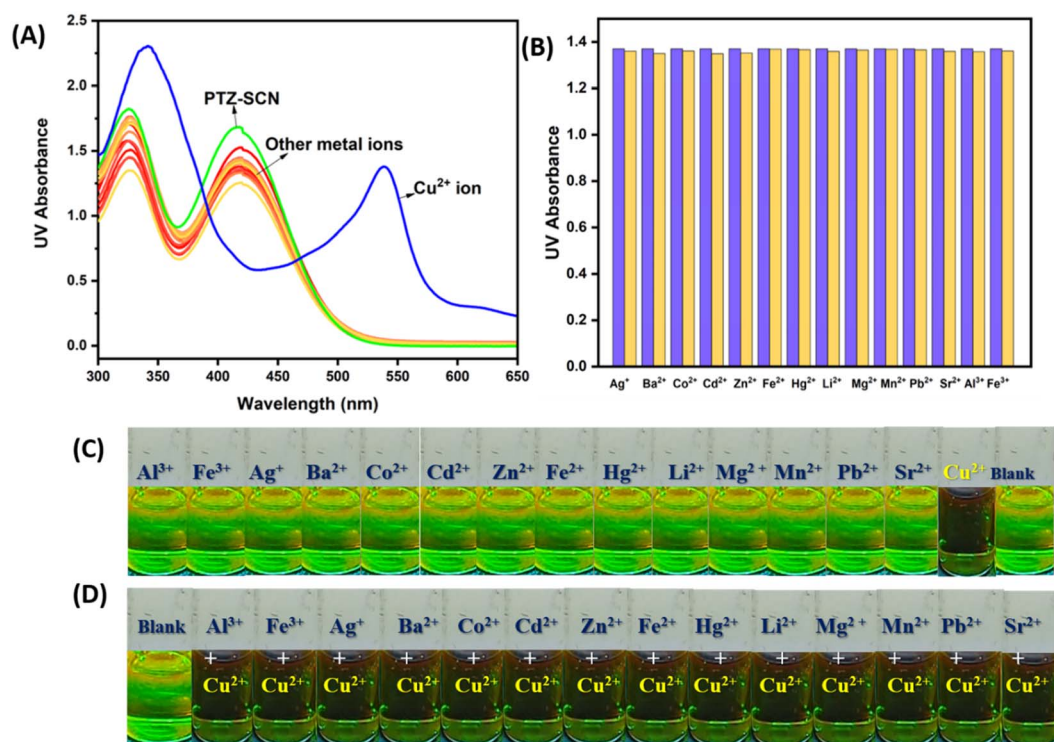 (A)
UV Absorbance
2.5
2.0
1.5
1.0
0.5
0.0
PTZ-SCN
Other metal ions
Cu²⁺ ion
300 350 400 450 500 550 600 650
Wavelength (nm)
(B)
UV Absorbance
1.4
1.2
1.0
0.8
0.6
0.4
0.2
0.0
Ag⁺ Ba²⁺ Co²⁺ Cd²⁺ Zn²⁺ Fe²⁺ Hg²⁺ Li²⁺ Mg²⁺ Mn²⁺ Pb²⁺ Sr²⁺ Al³⁺ Fe³⁺
(C)
Al³⁺ Fe³⁺ Ag⁺ Ba²⁺ Co²⁺ Cd²⁺ Zn²⁺ Fe²⁺ Hg²⁺ Li²⁺ Mg²⁺ Mn²⁺ Pb²⁺ Sr²⁺ Cu²⁺ Blank
(D)
Blank Al³⁺ Fe³⁺ Ag⁺ Ba²⁺ Co²⁺ Cd²⁺ Zn²⁺ Fe²⁺ Hg²⁺ Li²⁺ Mg²⁺ Mn²⁺ Pb²⁺ Sr²⁺
+ + + + + + + + + + + + + +
Cu²⁺ Cu²⁺ Cu²⁺ Cu²⁺ Cu²⁺ Cu²⁺ Cu²⁺ Cu²⁺ Cu²⁺ Cu²⁺ Cu²⁺ Cu²⁺ Cu²⁺ Cu²⁺